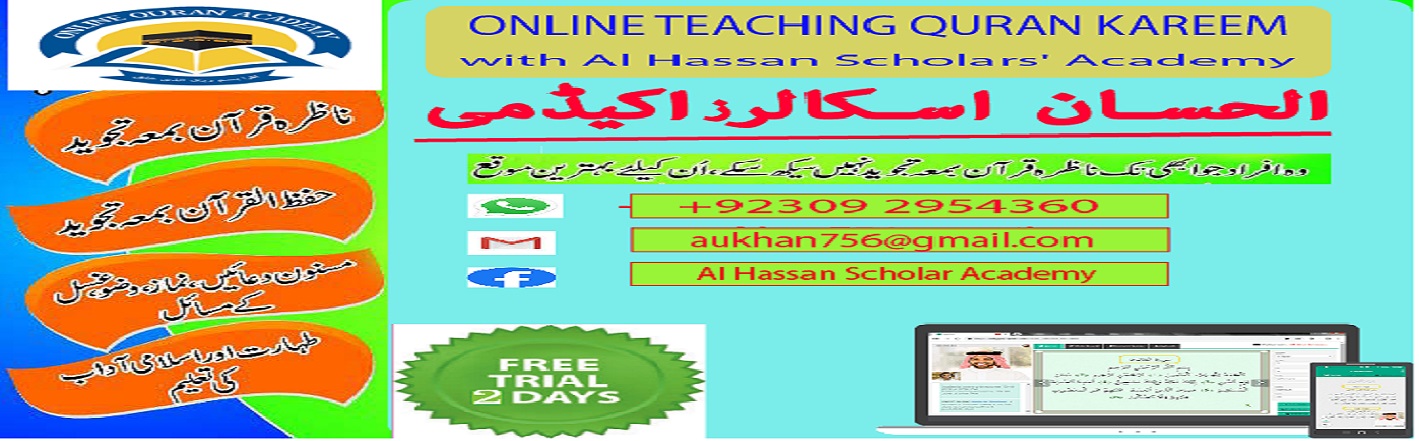 ONLINE QURAN ACADEMY
ناظرہ قرآن بمعہ تجوید
حفظ القرآن بمعہ تجوید
مسنون دعائیں، نماز، وضو، غسل
کے مسائل
طہارت اور اسلامی آداب
کی تعلیم
ONLINE TEACHING QURAN KAREEM
with Al Hassan Scholars' Academy
الحسان اسکالرز اکیڈمی
وہ افراد جو ابھی تک ناظرہ قرآن بمعہ تجوید نہیں سیکھ سکے، اُن کیلئے بہترین موقع
+92309 2954360
aukhan756@gmail.com
Al Hassan Scholar Academy
FREE
TRIAL
2 DAYS